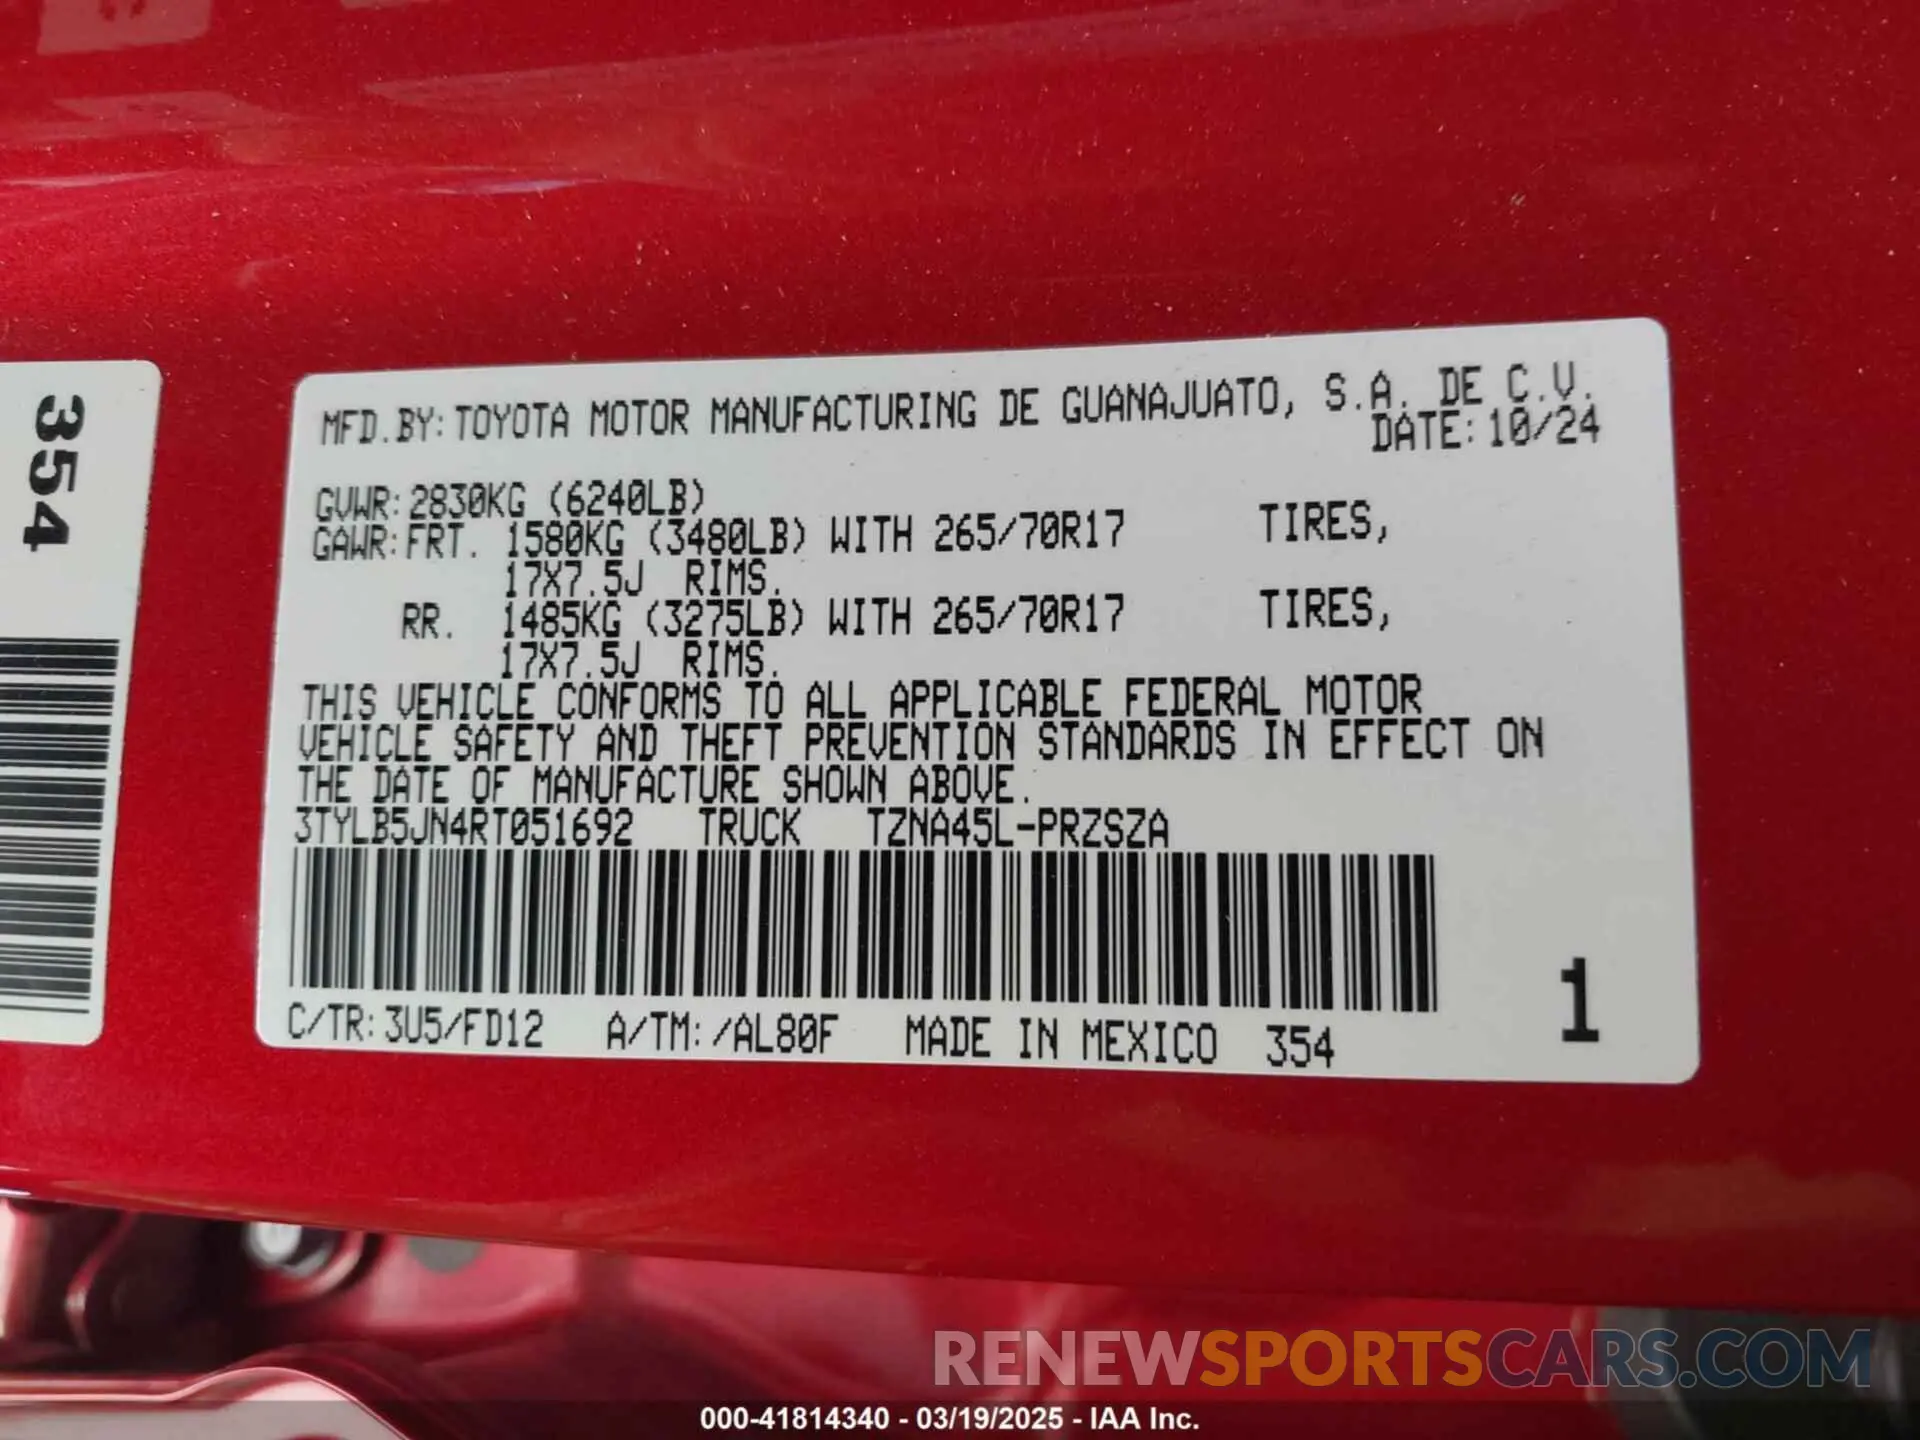 354
MFD.BY: TOYOTA MOTOR MANUFACTURING DE GUANAJUATO, S.A. DE C.V.
DATE: 10/24
GVWR: 2830KG (6240LB)
GAWR: FRT. 1580KG (3480LB) WITH 265/70R17 TIRES,
17X7.5J RIMS.
RR. 1485KG (3275LB) WITH 265/70R17 TIRES,
17X7.5J RIMS.
THIS VEHICLE CONFORMS TO ALL APPLICABLE FEDERAL MOTOR
VEHICLE SAFETY AND THEFT PREVENTION STANDARDS IN EFFECT ON
THE DATE OF MANUFACTURE SHOWN ABOVE.
3TYLB5JN4RT051692 TRUCK TZNA45L-PRZSZA
1
C/TR: 3U5/FD12 A/TM: /AL80F MADE IN MEXICO 354
RENEWSPORTSCARS.COM
000-41814340 - 03/19/2025 - IAA Inc.